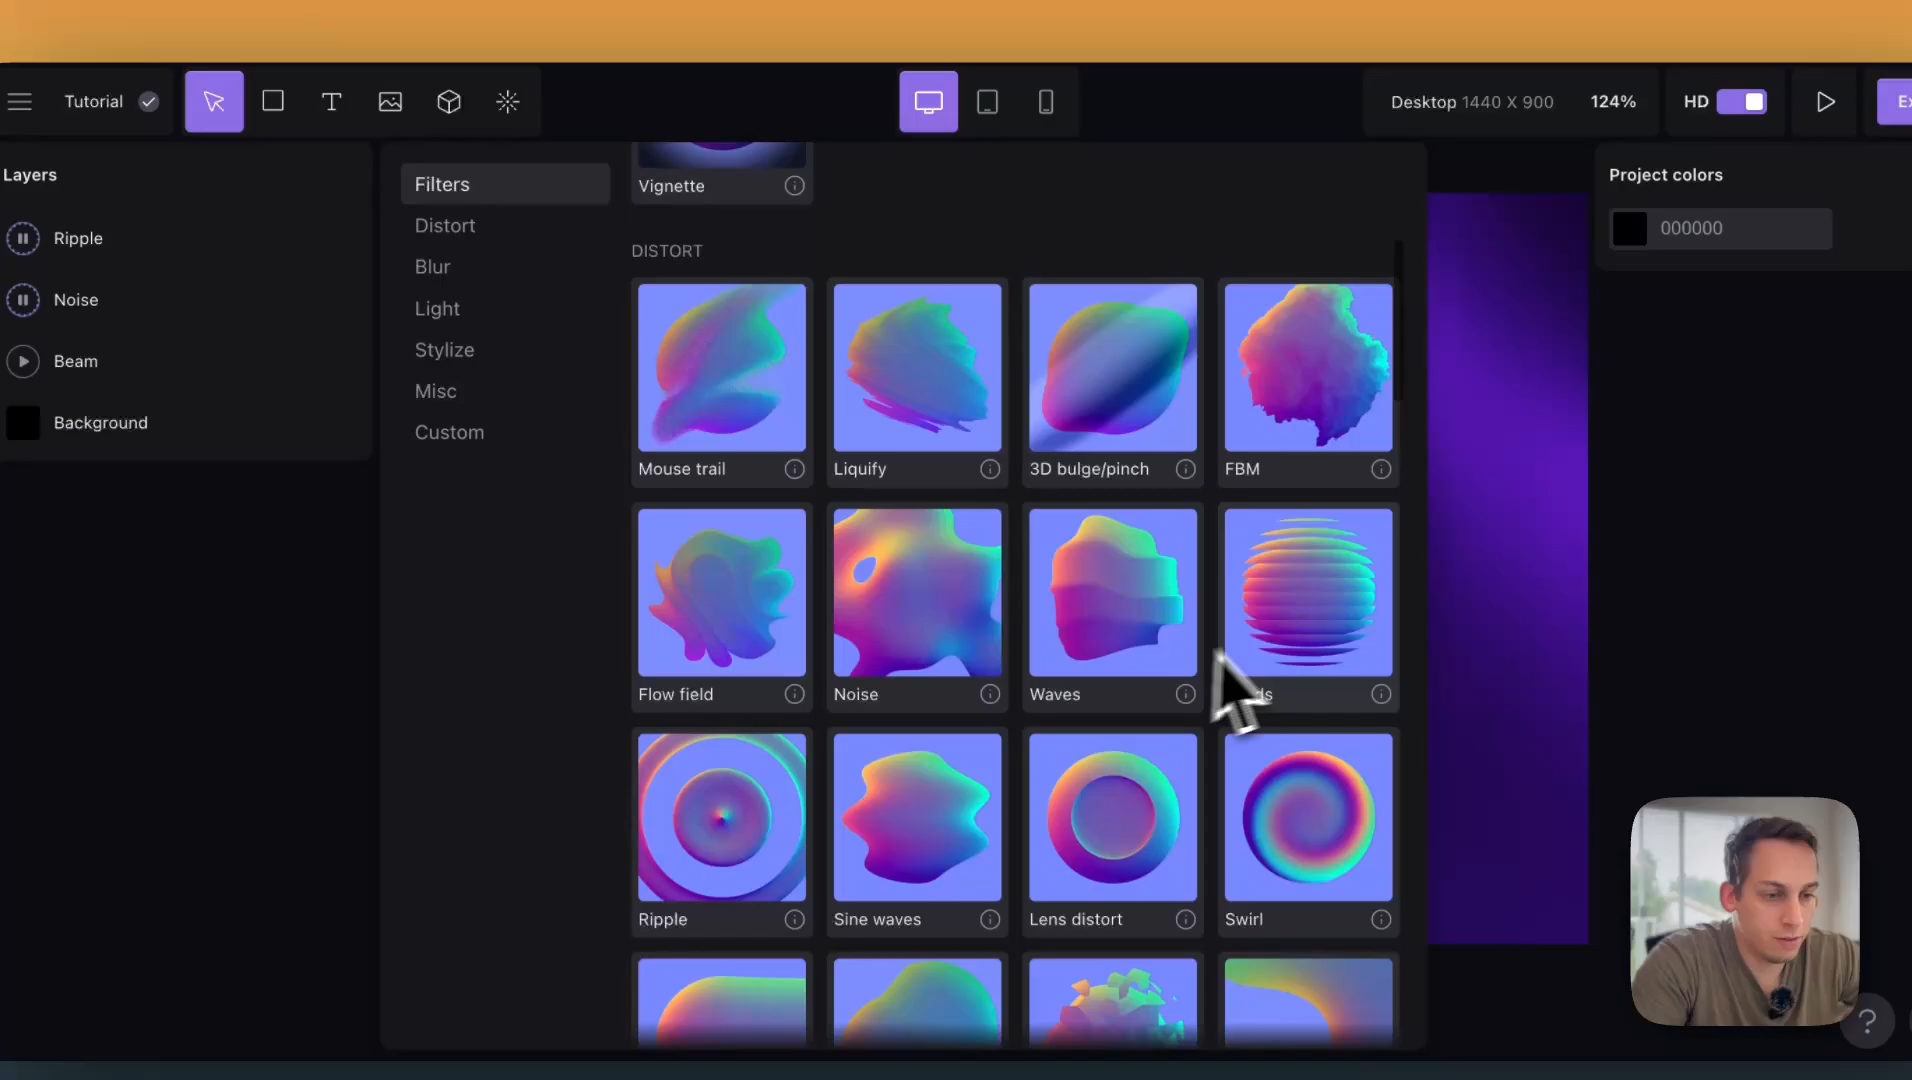 Tutorial
T
Desktop 1440 X 900
124%
HD
Layers
Ripple
Noise
Beam
Background
Filters
Distort
Blur
Light
Stylize
Misc
Custom
Vignette
DISTORT
Mouse trail
Liquify
3D bulge/pinch
FBM
Flow field
Noise
Waves
Ripple
Sine waves
Lens distort
Swirl
Project colors
000000
?